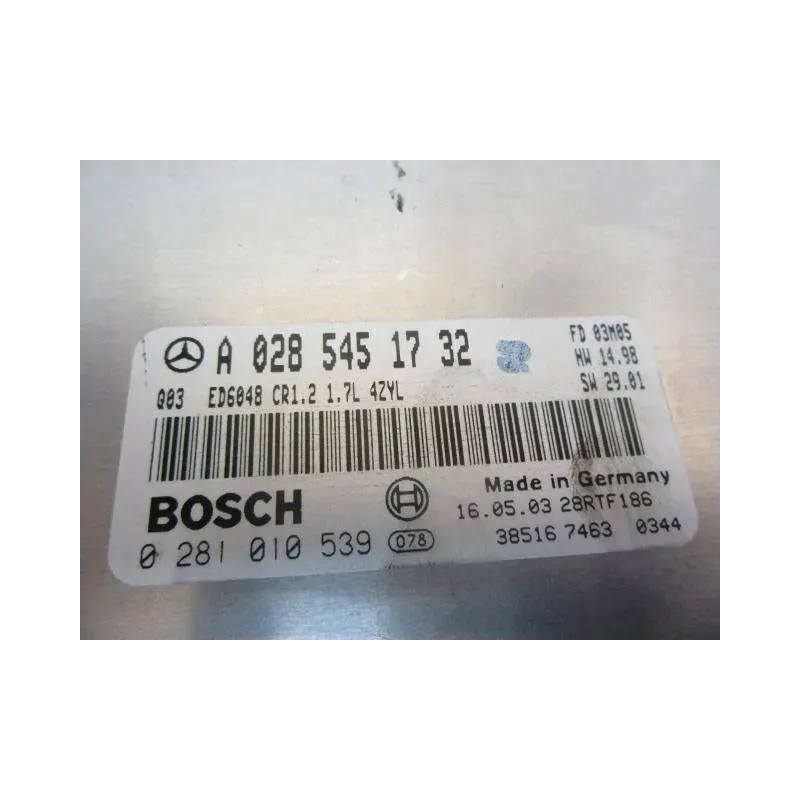 A 028 545 17 32
FD 03M05
HW 14.98
SW 29.01
Q03 ED6048 CR1.2 1.7L 4ZYL
BOSCH
Made in Germany
16.05.03 28RTF186
0 281 010 539 078
38516 7463 0344